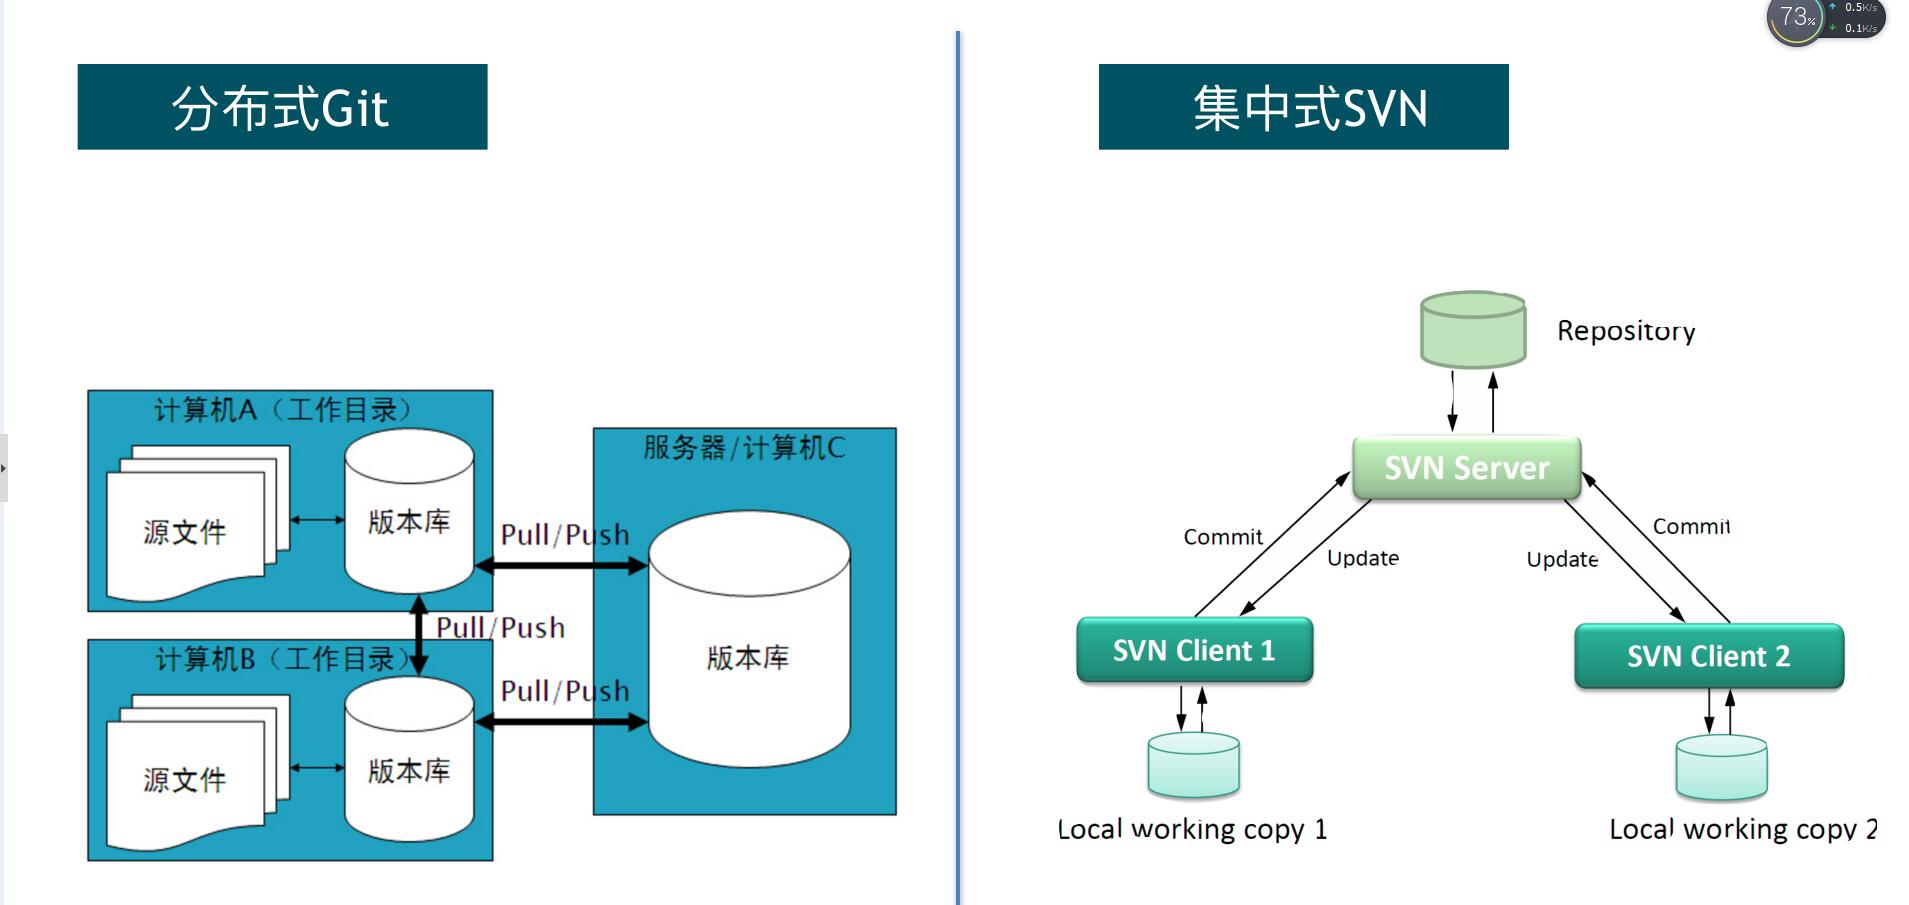 73%
0.5K/s
0.1K/s
分布式Git
计算机A（工作目录）
源文件
版本库
Pull/Push
Pull/Push
计算机B（工作目录）
源文件
版本库
Pull/Push
服务器/计算机C
版本库
集中式SVN
Repository
SVN Server
Commit
Update
Update
Commit
SVN Client 1
SVN Client 2
Local working copy 1
Local working copy 2